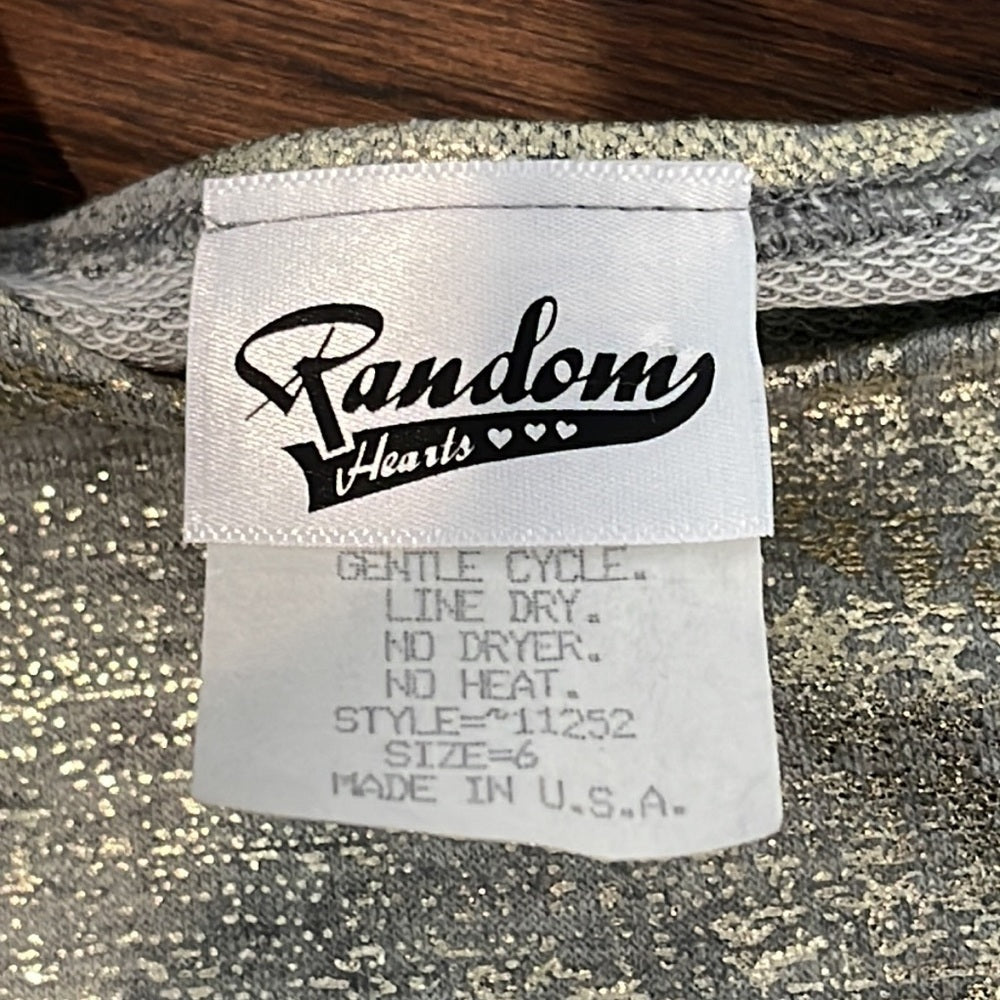 Random
Hearts
GENTLE CYCLE.
LINE DRY.
NO DRYER.
NO HEAT.
STYLE=~11252
SIZE=6
MADE IN U.S.A.